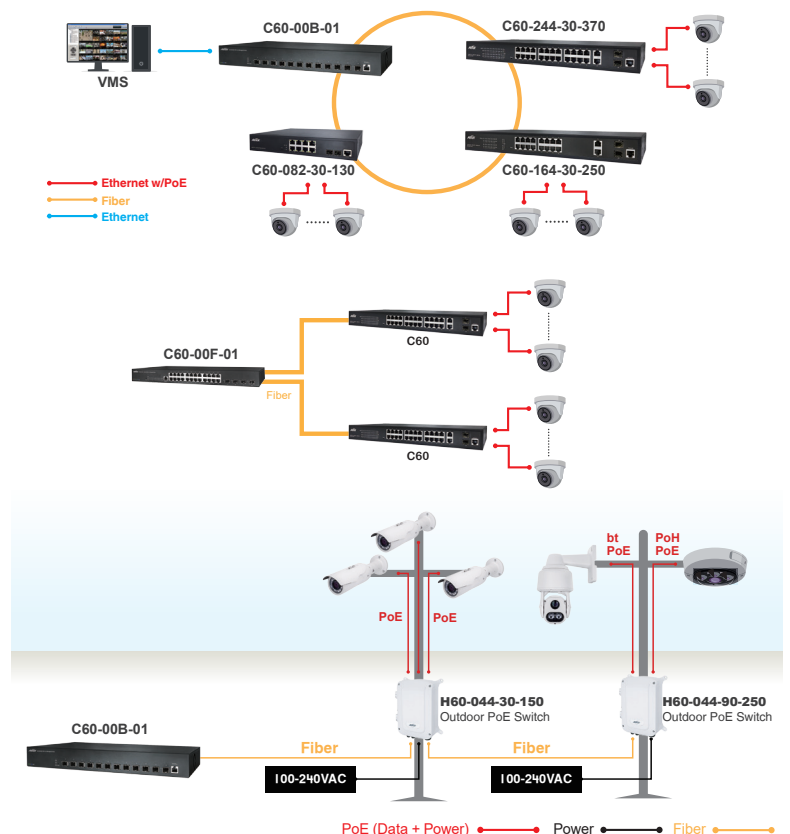 C60-00B-01
C60-244-30-370
VMS
C60-082-30-130
C60-164-30-250
Ethernet w/PoE
Fiber
Ethernet
C60-00F-01
Fiber
C60
C60
bt
PoE
PoH
PoE
PoE
PoE
H60-044-30-150
Outdoor PoE Switch
H60-044-90-250
Outdoor PoE Switch
C60-00B-01
Fiber
Fiber
100-240VAC
100-240VAC
PoE (Data + Power)
Power
Fiber